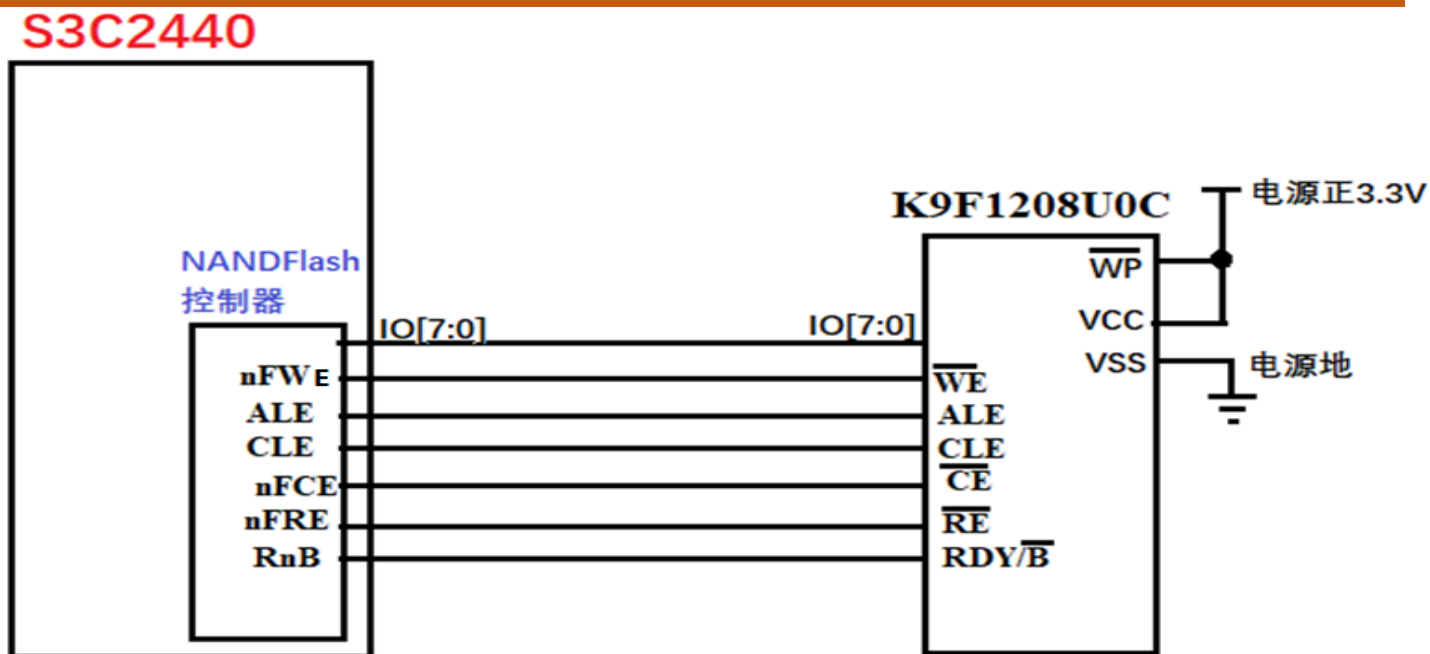 S3C2440
K9F1208U0C
电源正3.3V
WP
NANDFlash
控制器
VCC
IO[7:0]
IO[7:0]
VSS
电源地
nFWE
WE
ALE
ALE
CLE
CLE
nFCE
CE
nFRE
RE
RnB
RDY/B